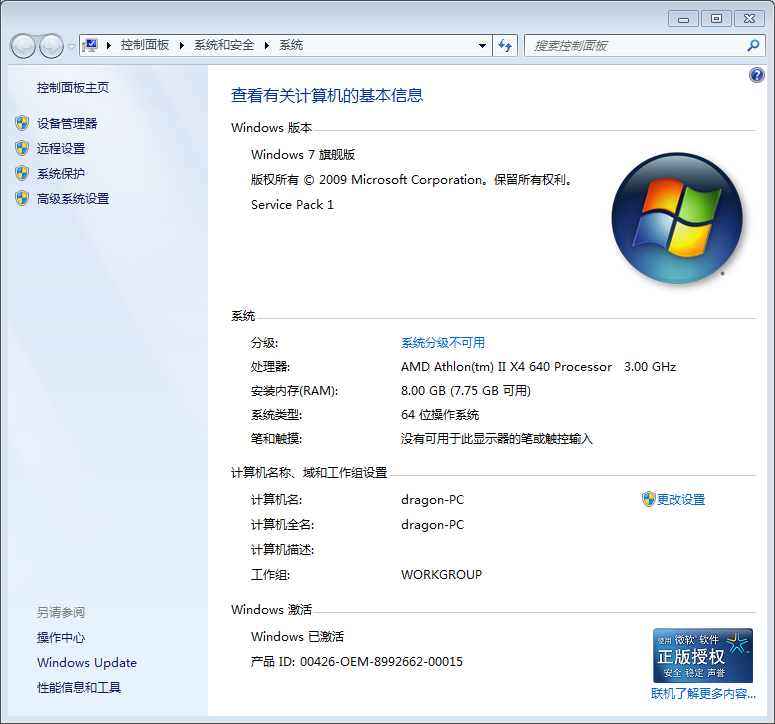 控制面板 ▸ 系统和安全 ▸ 系统
搜索控制面板
控制面板主页
设备管理器
远程设置
系统保护
高级系统设置
查看有关计算机的基本信息
Windows 版本
Windows 7 旗舰版
版权所有 © 2009 Microsoft Corporation。保留所有权利。
Service Pack 1
系统
分级: 系统分级不可用
处理器: AMD Athlon(tm) II X4 640 Processor 3.00 GHz
安装内存(RAM): 8.00 GB (7.75 GB 可用)
系统类型: 64 位操作系统
笔和触摸: 没有可用于此显示器的笔或触控输入
计算机名称、域和工作组设置
计算机名: dragon-PC 更改设置
计算机全名: dragon-PC
计算机描述:
工作组: WORKGROUP
Windows 激活
Windows 已激活
产品 ID: 00426-OEM-8992662-00015
使用 微软 软件
正版授权
安全 稳定 声誉
联机了解更多内容...
另请参阅
操作中心
Windows Update
性能信息和工具